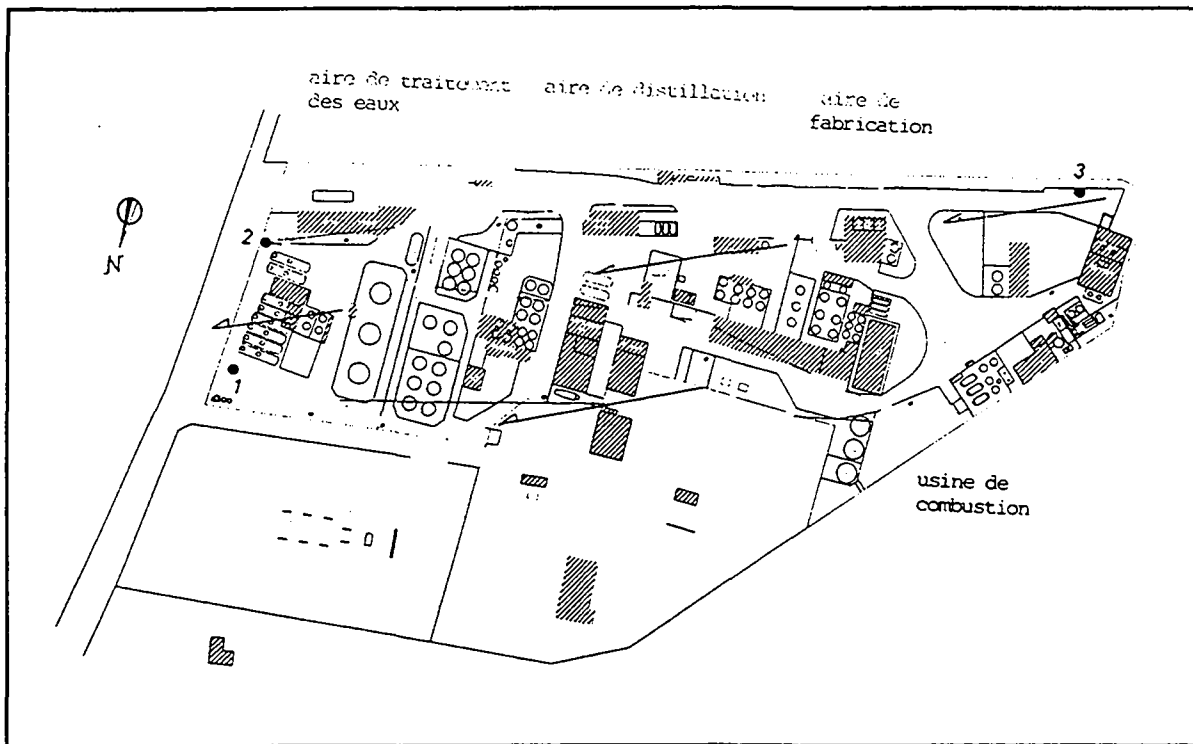 aire de traitement
des eaux
aire de distillation
aire de
fabrication
3
2
N
1
usine de
combustion